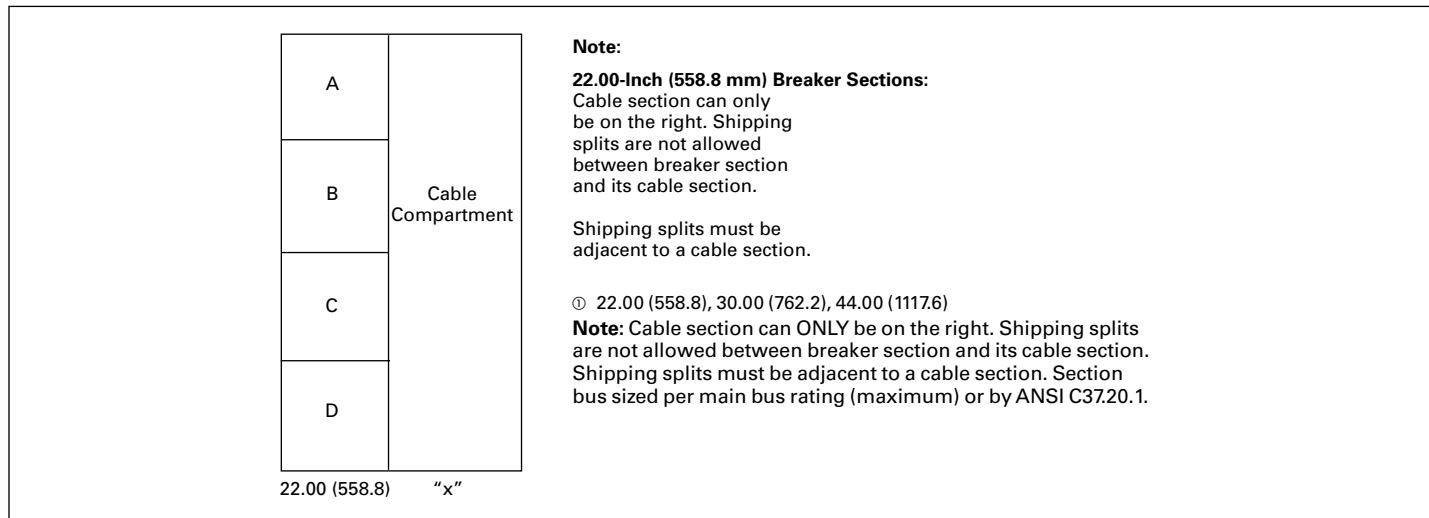 A
B
C
D
Cable
Compartment
22.00 (558.8)
“x”
Note:
22.00-Inch (558.8 mm) Breaker Sections:
Cable section can only
be on the right. Shipping
splits are not allowed
between breaker section
and its cable section.
Shipping splits must be
adjacent to a cable section.
① 22.00 (558.8), 30.00 (762.2), 44.00 (1117.6)
Note: Cable section can ONLY be on the right. Shipping splits
are not allowed between breaker section and its cable section.
Shipping splits must be adjacent to a cable section. Section
bus sized per main bus rating (maximum) or by ANSI C37.20.1.